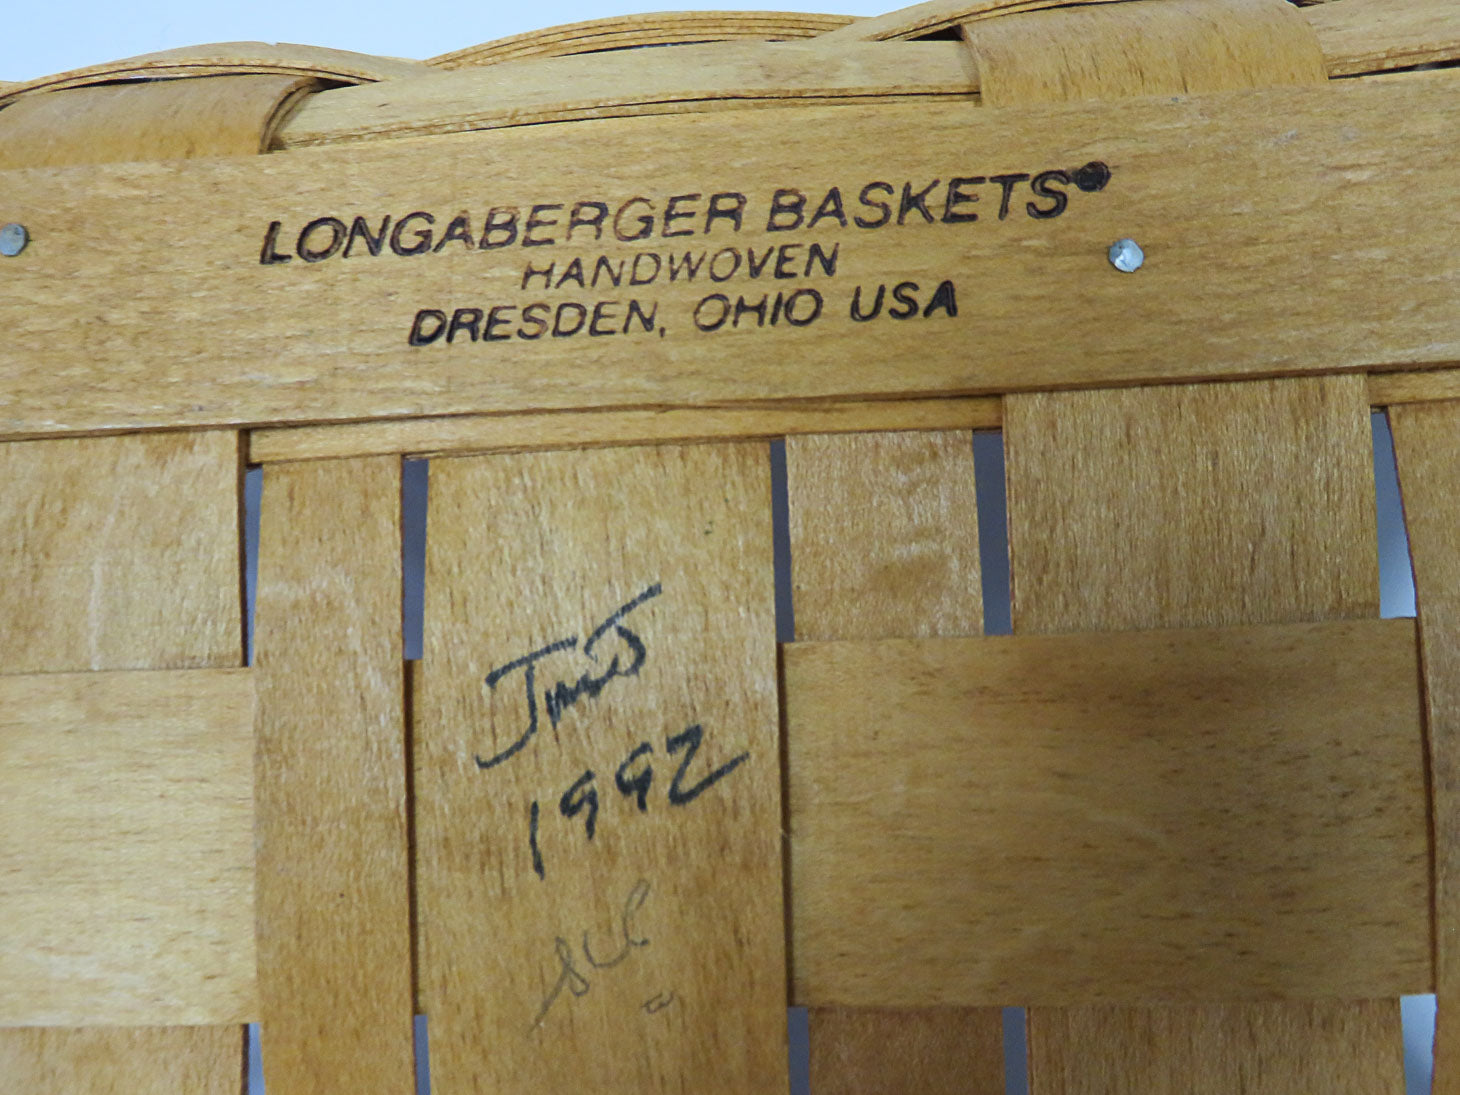 LONGABERGER BASKETS®
HANDWOVEN
DRESDEN, OHIO USA
1992